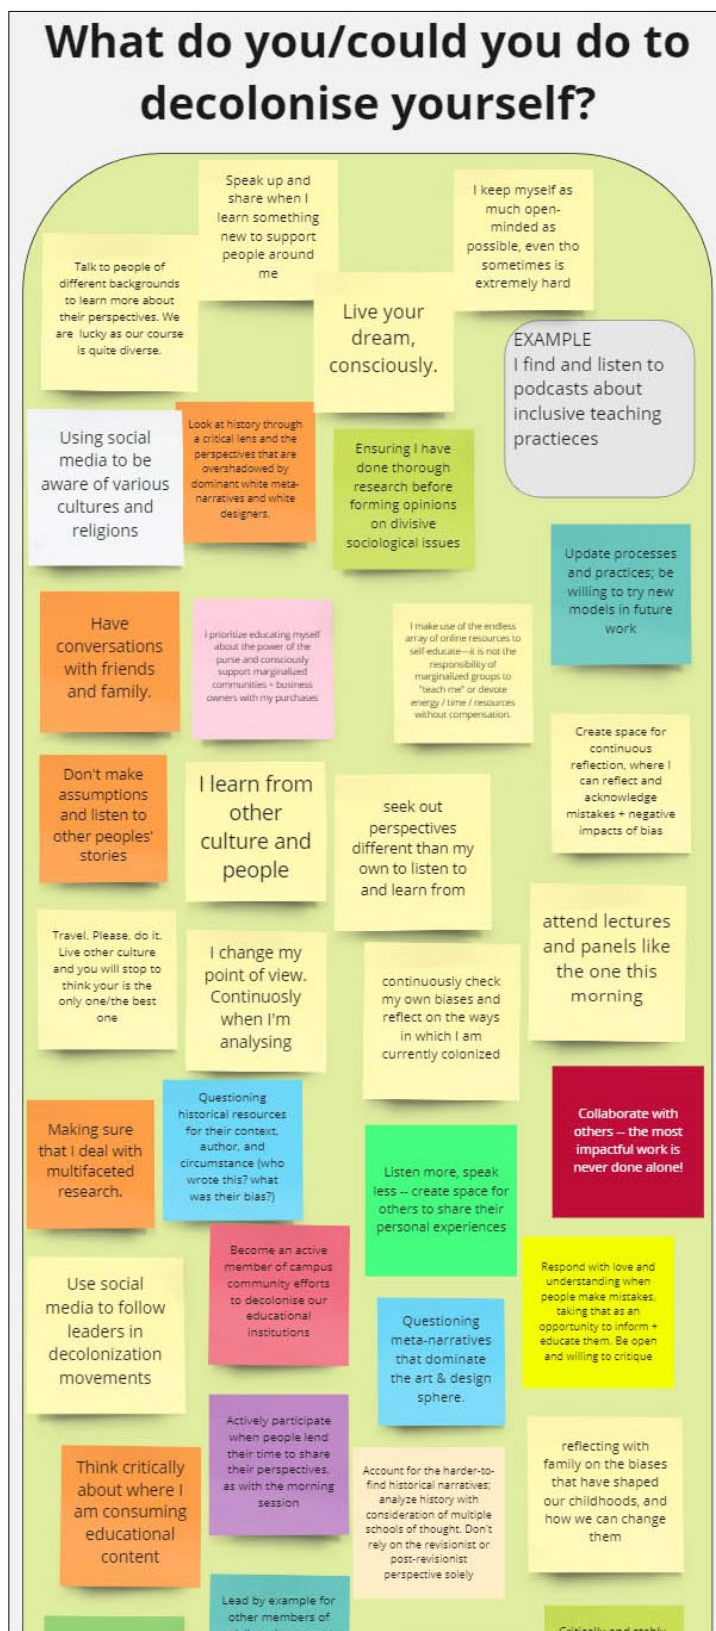 What do you/could you do to
decolonise yourself?
Speak up and
share when I
learn something
new to support
people around
me
I keep myself as
much open-
minded as
possible, even tho
sometimes is
extremely hard
Talk to people of
different backgrounds
to learn more about
their perspectives. We
are lucky as our course
is quite diverse.
Live your
dream,
consciously.
EXAMPLE
I find and listen to
podcasts about
inclusive teaching
practieces
Using social
media to be
aware of various
cultures and
religions
Look at history through
a critical lens and the
perspectives that are
overshadowed by
dominant white meta-
narratives and white
designers.
Ensuring I have
done thorough
research before
forming opinions
on divisive
sociological issues
Update processes
and practices; be
willing to try new
models in future
work
Have
conversations
with friends
and family.
I prioritize educating myself
about the power of the
purse and consciously
support marginalized
communities + business
owners with my purchases
I make use of the endless
array of online resources to
self-educate—it is not the
responsibility of
marginalized groups to
"teach me" or devote
energy / time / resources
without compensation.
Create space for
continuous
reflection, where I
can reflect and
acknowledge
mistakes + negative
impacts of bias
Don't make
assumptions
and listen to
other peoples'
stories
I learn from
other
culture and
people
seek out
perspectives
different than my
own to listen to
and learn from
attend lectures
and panels like
the one this
morning
Travel. Please, do it.
Live other culture
and you will stop to
think your is the
only one/the best
one
I change my
point of view.
Continuosly
when I'm
analysing
continuously check
my own biases and
reflect on the ways
in which I am
currently colonized
Making sure
that I deal with
multifaceted
research.
Questioning
historical resources
for their context,
author, and
circumstance (who
wrote this? what
was their bias?)
Listen more, speak
less -- create space for
others to share their
personal experiences
Collaborate with
others -- the most
impactful work is
never done alone!
Become an active
member of campus
community efforts
to decolonise our
educational
institutions
Respond with love and
understanding when
people make mistakes,
taking that as an
opportunity to inform +
educate them. Be open
and willing to critique
Use social
media to follow
leaders in
decolonization
movements
Questioning
meta-narratives
that dominate
the art & design
sphere.
Actively participate
when people lend
their time to share
their perspectives,
as with the morning
session
Think critically
about where I
am consuming
educational
content
Account for the harder-to-
find historical narratives;
analyze history with
consideration of multiple
schools of thought. Don't
rely on the revisionist or
post-revisionist
perspective solely
reflecting with
family on the biases
that have shaped
our childhoods, and
how we can change
them
Lead by example for
other members of